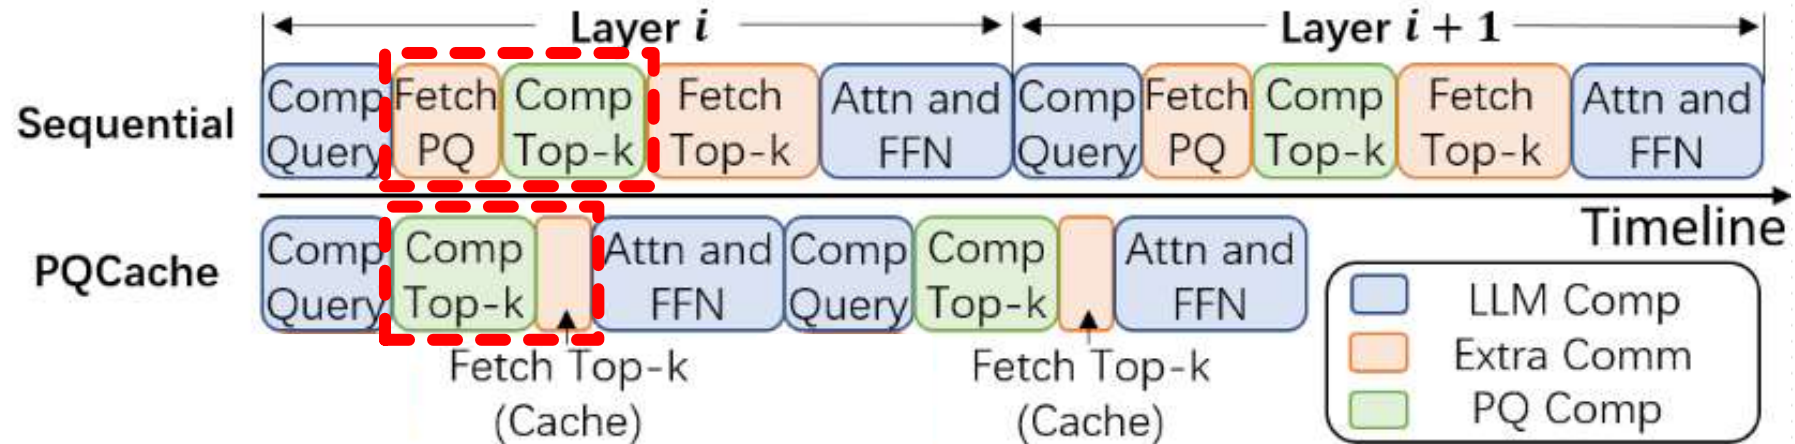 Layer i
Layer i + 1
Sequential
Comp Query
Fetch PQ
Comp Top-k
Fetch Top-k
Attn and FFN
Comp Query
Fetch PQ
Comp Top-k
Fetch Top-k
Attn and FFN
Timeline
PQCache
Comp Query
Comp Top-k
Attn and FFN
Comp Query
Comp Top-k
Attn and FFN
Fetch Top-k
(Cache)
Fetch Top-k
(Cache)
LLM Comp
Extra Comm
PQ Comp